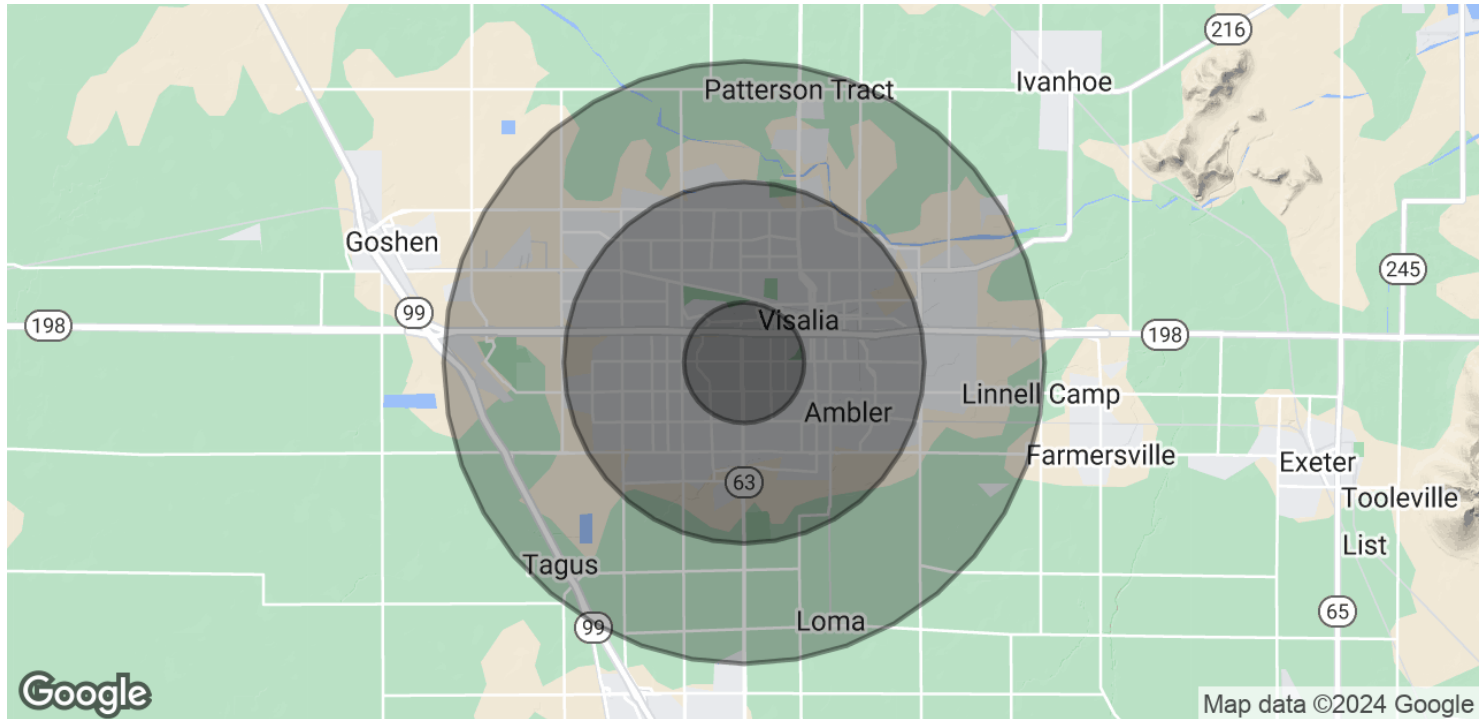 216
Ivanhoe
Patterson Tract
Goshen
245
99
198
Visalia
198
Linnell Camp
Ambler
Farmersville
Exeter
63
Tooleville
List
Tagus
65
Loma
99
Google
Map data ©2024 Google